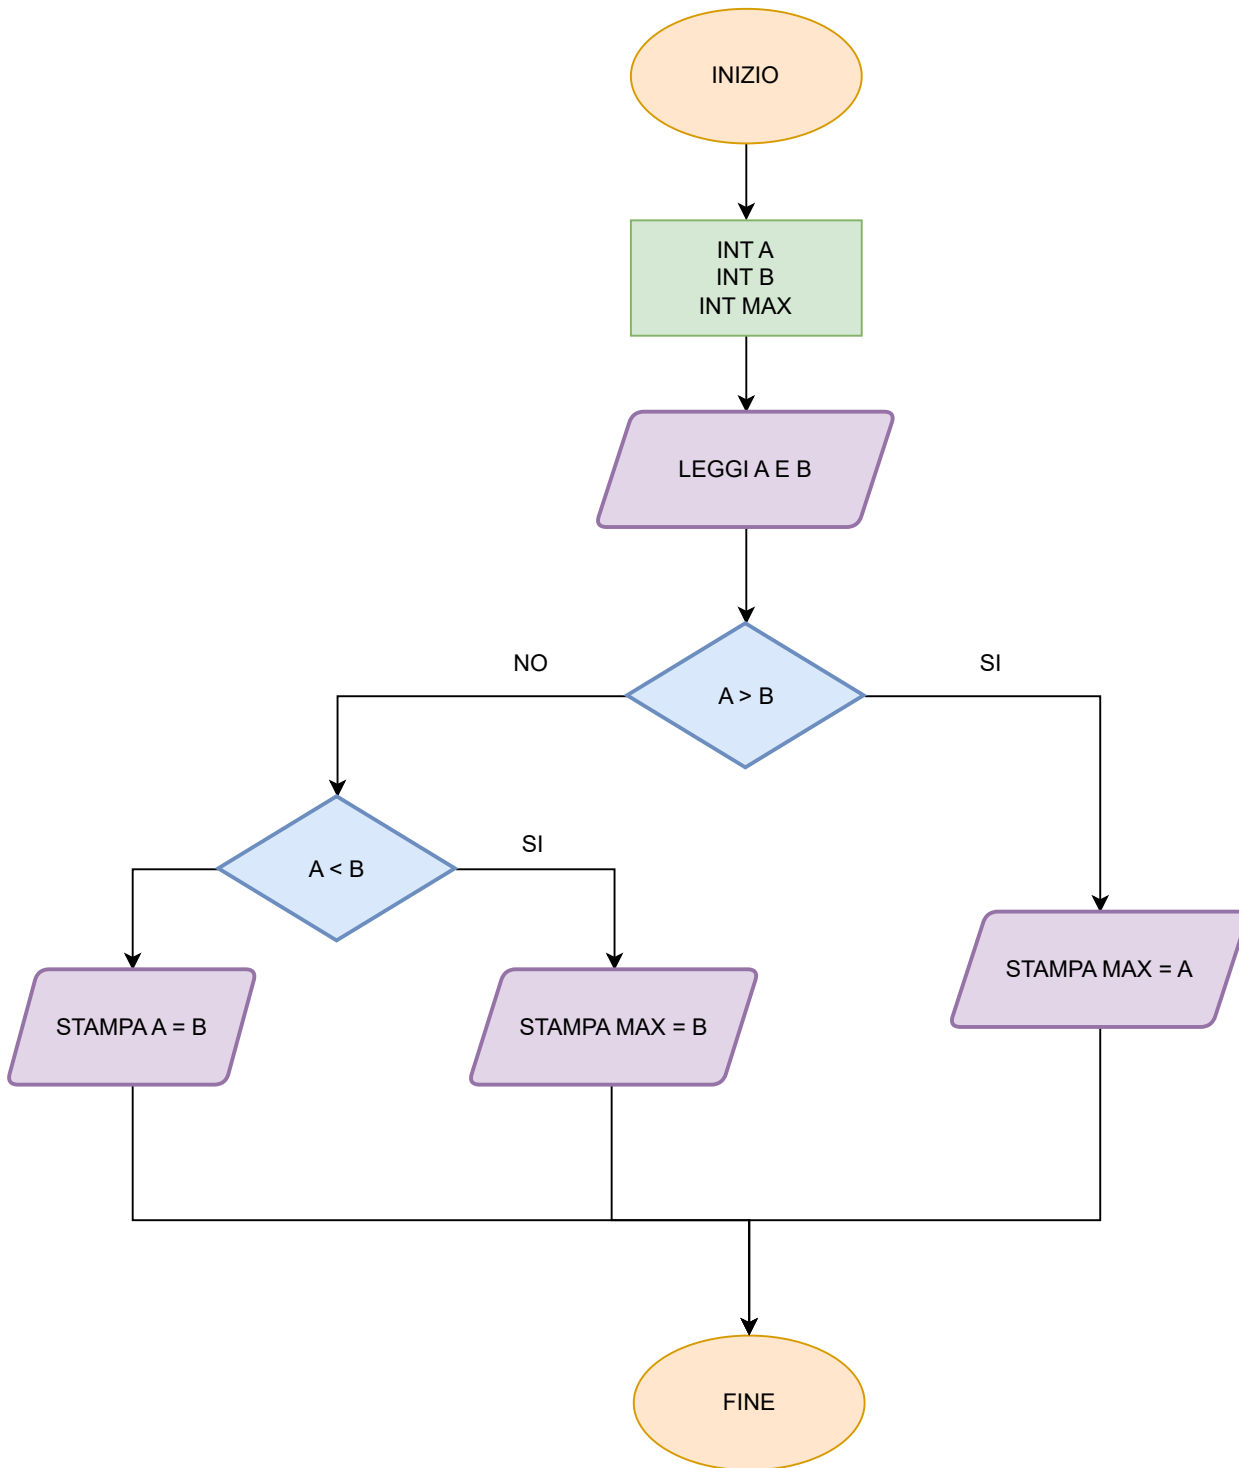 INIZIO
INT A
INT B
INT MAX
LEGGI A E B
NO
SI
A > B
SI
A < B
STAMPA MAX = A
STAMPA A = B
STAMPA MAX = B
FINE